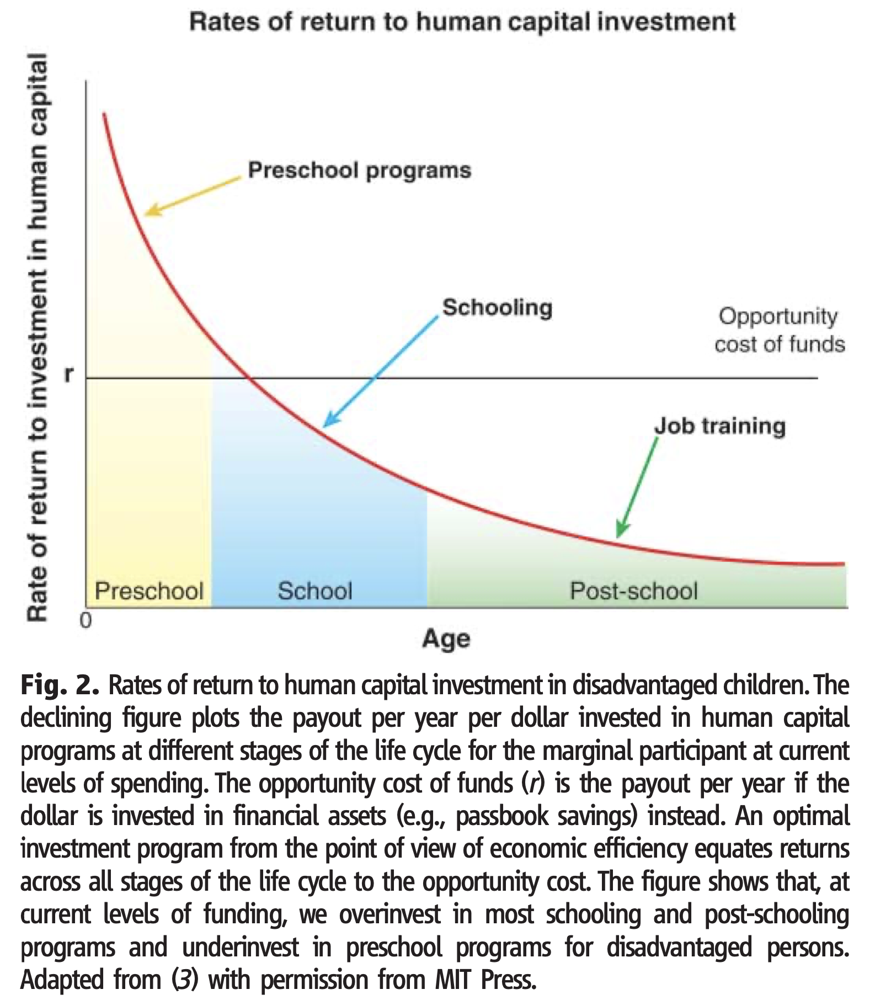 Rates of return to human capital investment
Rate of return to investment in human capital
Preschool programs
Schooling
Opportunity
cost of funds
r
Job training
Preschool
School
Post-school
0
Age
Fig. 2. Rates of return to human capital investment in disadvantaged children. The
declining figure plots the payout per year per dollar invested in human capital
programs at different stages of the life cycle for the marginal participant at current
levels of spending. The opportunity cost of funds (r) is the payout per year if the
dollar is invested in financial assets (e.g., passbook savings) instead. An optimal
investment program from the point of view of economic efficiency equates returns
across all stages of the life cycle to the opportunity cost. The figure shows that, at
current levels of funding, we overinvest in most schooling and post-schooling
programs and underinvest in preschool programs for disadvantaged persons.
Adapted from (3) with permission from MIT Press.